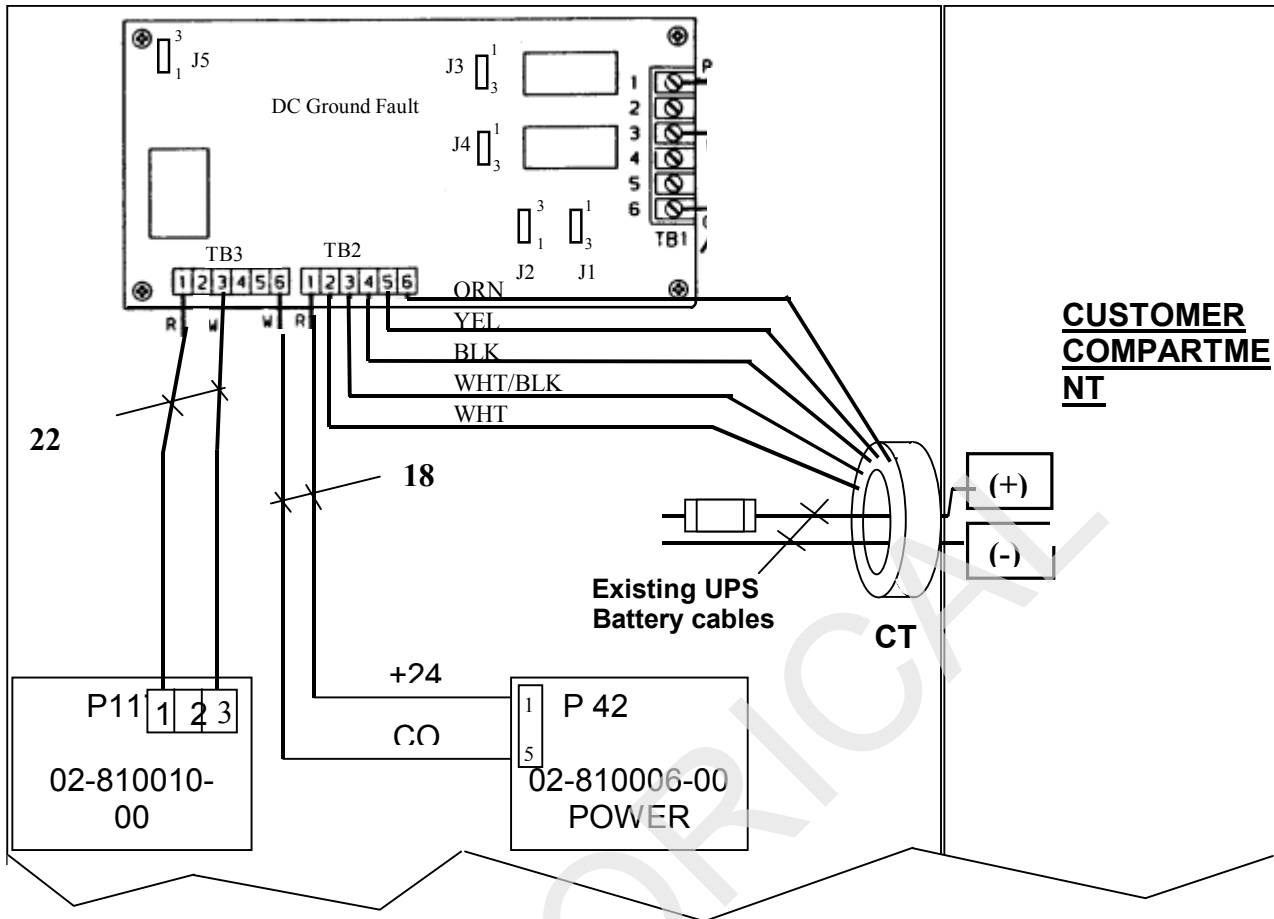 3
1
J5
DC Ground Fault
J3
1
3
J4
1
3
3
1
J2
1
3
J1
1
2
3
4
5
6
TB1
TB3
1 2 3 4 5 6
TB2
1 2 3 4 5 6
R W W R
ORN
YEL
BLK
WHT/BLK
WHT
22
18
CUSTOMER
COMPARTME
NT
(+)
(-)
Existing UPS
Battery cables
CT
+24
CO
P11
1 2 3
02-810010-
00
1
5
P 42
02-810006-00
POWER
ORICAL